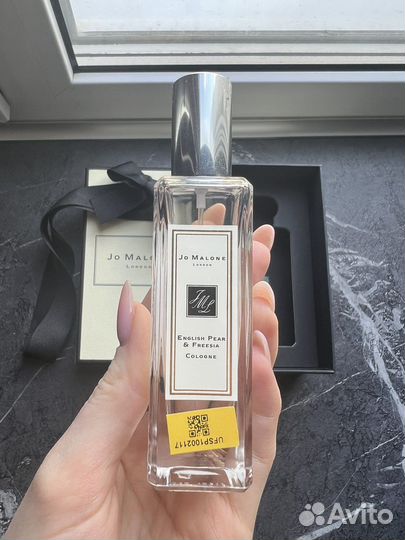 JO MALONE
LONDON
JO MALONE
LONDON
JML
ENGLISH PEAR
& FREESIA
COLOGNE
UFSP1002117
Avito